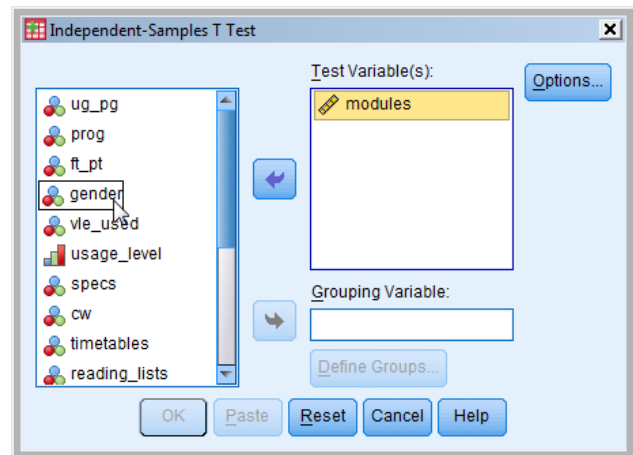 Independent-Samples T Test
ug_pg
prog
ft_pt
gender
vle_used
usage_level
specs
cw
timetables
reading_lists
Test Variable(s):
modules
Options...
Grouping Variable:
Define Groups...
OK
Paste
Reset
Cancel
Help